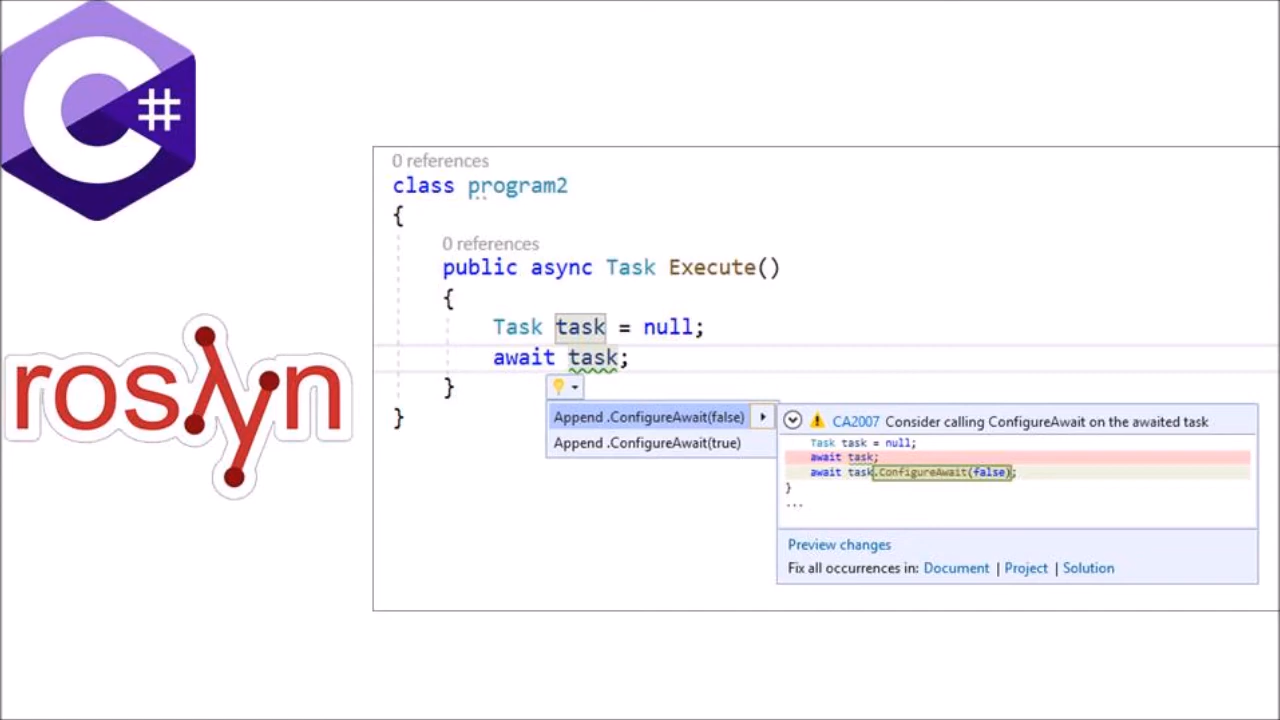 C#
roslyn
0 references
class program2
{
0 references
public async Task Execute()
{
Task task = null;
await task;
}
}
Append .ConfigureAwait(false)
Append .ConfigureAwait(true)
CA2007 Consider calling ConfigureAwait on the awaited task
Task task = null;
await task;
await task.ConfigureAwait(false);
}
...
Preview changes
Fix all occurrences in: Document | Project | Solution